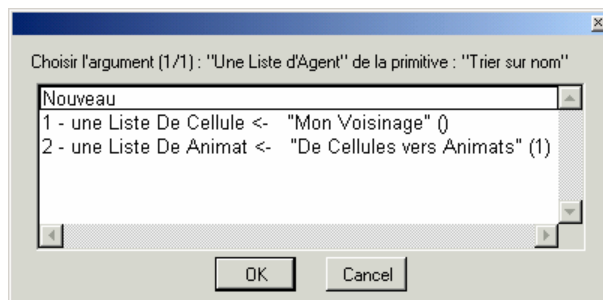 Choisir l'argument (1/1) : "Une Liste d'Agent" de la primitive : "Trier sur nom"
Nouveau
1 - une Liste De Cellule <- "Mon Voisinage" ()
2 - une Liste De Animat <- "De Cellules vers Animats" (1)
OK Cancel